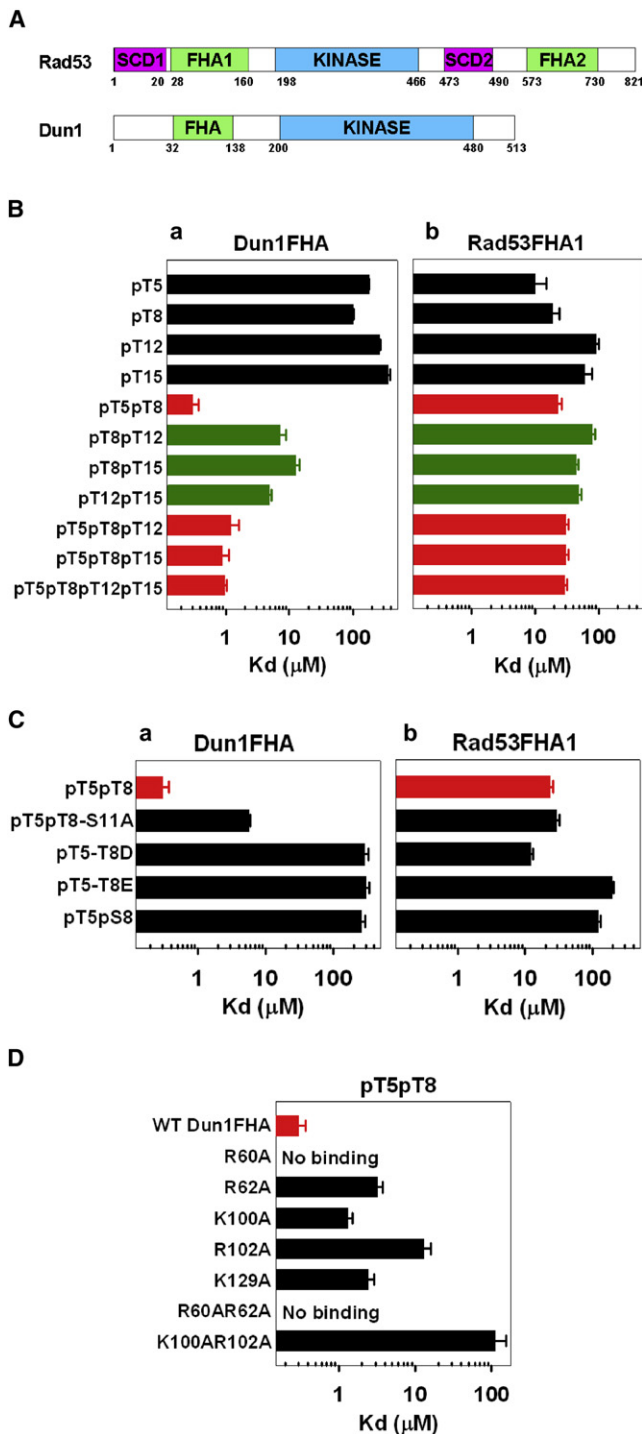 A
Rad53 SCD1 FHA1 KINASE SCD2 FHA2
1 20 28 160 198 466 473 490 573 730 821
Dun1 FHA KINASE
1 32 138 200 480 513
B
a b
Dun1FHA Rad53FHA1
pT5
pT8
pT12
pT15
pT5pT8
pT8pT12
pT8pT15
pT12pT15
pT5pT8pT12
pT5pT8pT15
pT5pT8pT12pT15
1 10 100 1 10 100
Kd (μM) Kd (μM)
C
a b
Dun1FHA Rad53FHA1
pT5pT8
pT5pT8-S11A
pT5-T8D
pT5-T8E
pT5pS8
1 10 100 1 10 100
Kd (μM) Kd (μM)
D
pT5pT8
WT Dun1FHA
R60A No binding
R62A
K100A
R102A
K129A
R60AR62A No binding
K100AR102A
1 10 100
Kd (μM)